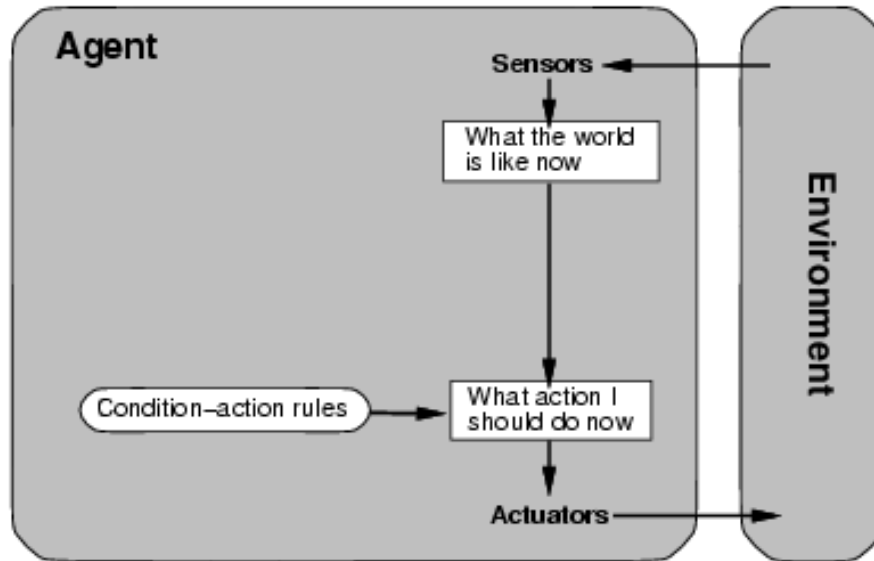 Agent
Sensors
What the world
is like now
Environment
Condition–action rules
What action I
should do now
Actuators